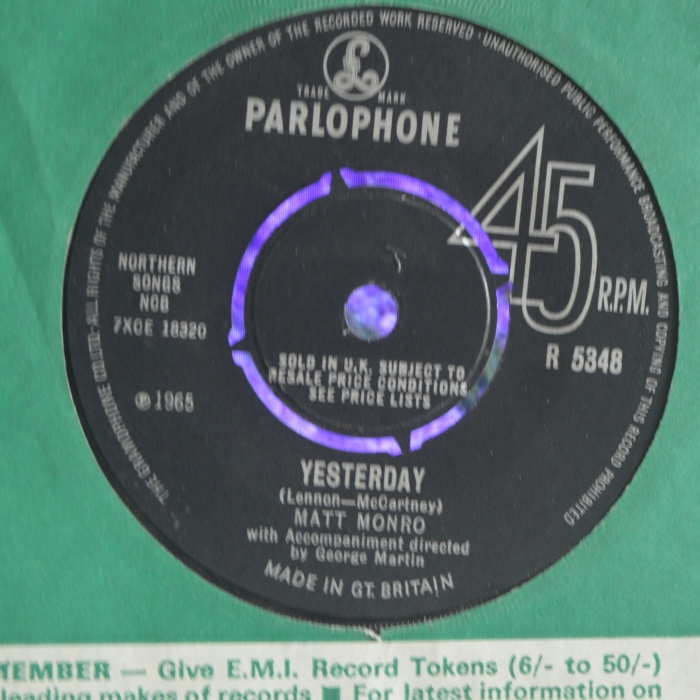 THE GRAMOPHONE CO. LTD. ALL RIGHTS OF THE MANUFACTURER AND OF THE OWNER OF THE RECORDED WORK RESERVED · UNAUTHORISED PUBLIC PERFORMANCE BROADCASTING AND COPYING OF THIS RECORD PROHIBITED
£
TRADE MARK
PARLOPHONE
45
R.P.M.
R 5348
NORTHERN
SONGS
NCB
7XCE 18320
℗1965
SOLD IN U.K. SUBJECT TO
RESALE PRICE CONDITIONS
SEE PRICE LISTS
YESTERDAY
(Lennon—McCartney)
MATT MONRO
with Accompaniment directed
by George Martin
MADE IN GT. BRITAIN
TEMBER — Give E.M.I. Record Tokens (6/- to 50/-)
leading makes of records ■ For latest information on